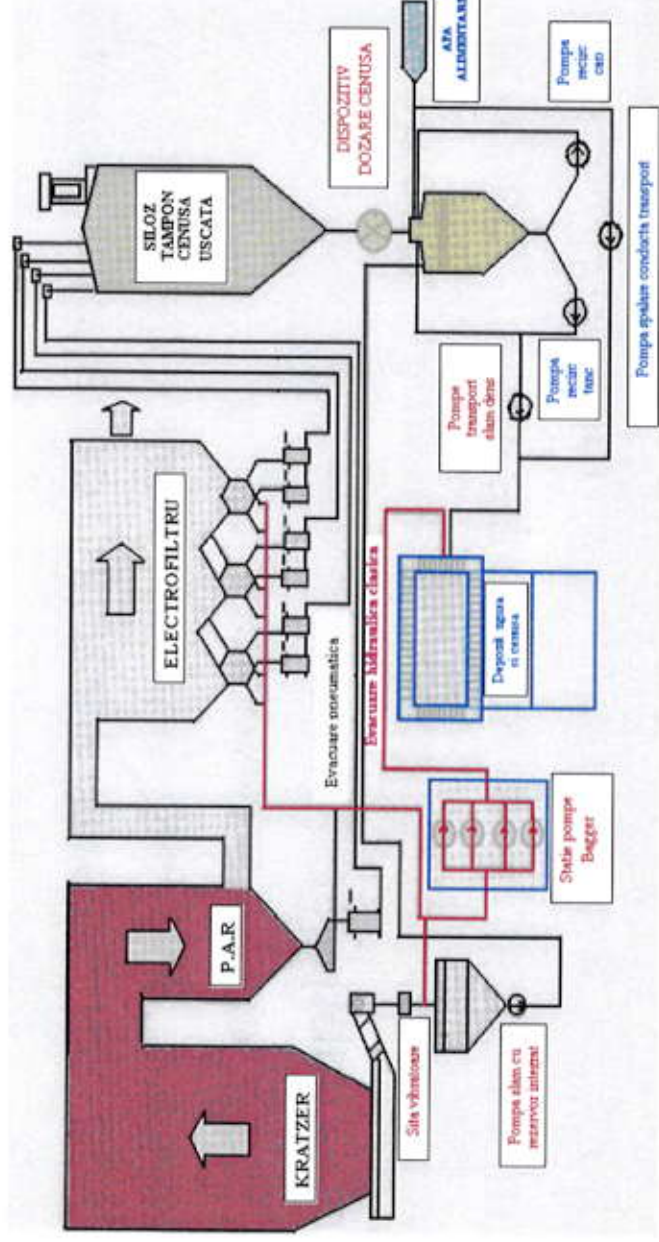 KRATZER
P.A.R
ELECTROFILTRU
SILOZ
TAMPON
CENUSA
USCATA
DISPOZITIV
DOZARE CENUSA
APA
ALIMENTARE
Evacuare pneumatica
Evacuare hidraulica clasica
Sita vibratoare
Pompa slam cu
rezervor integrat
Statie pompe
Bagger
Depozit zgura
si cenusa
Pompe
transport
slam dens
Pompa
recirc
tanc
Pompa
recirc
Pompa spalare conducta transport